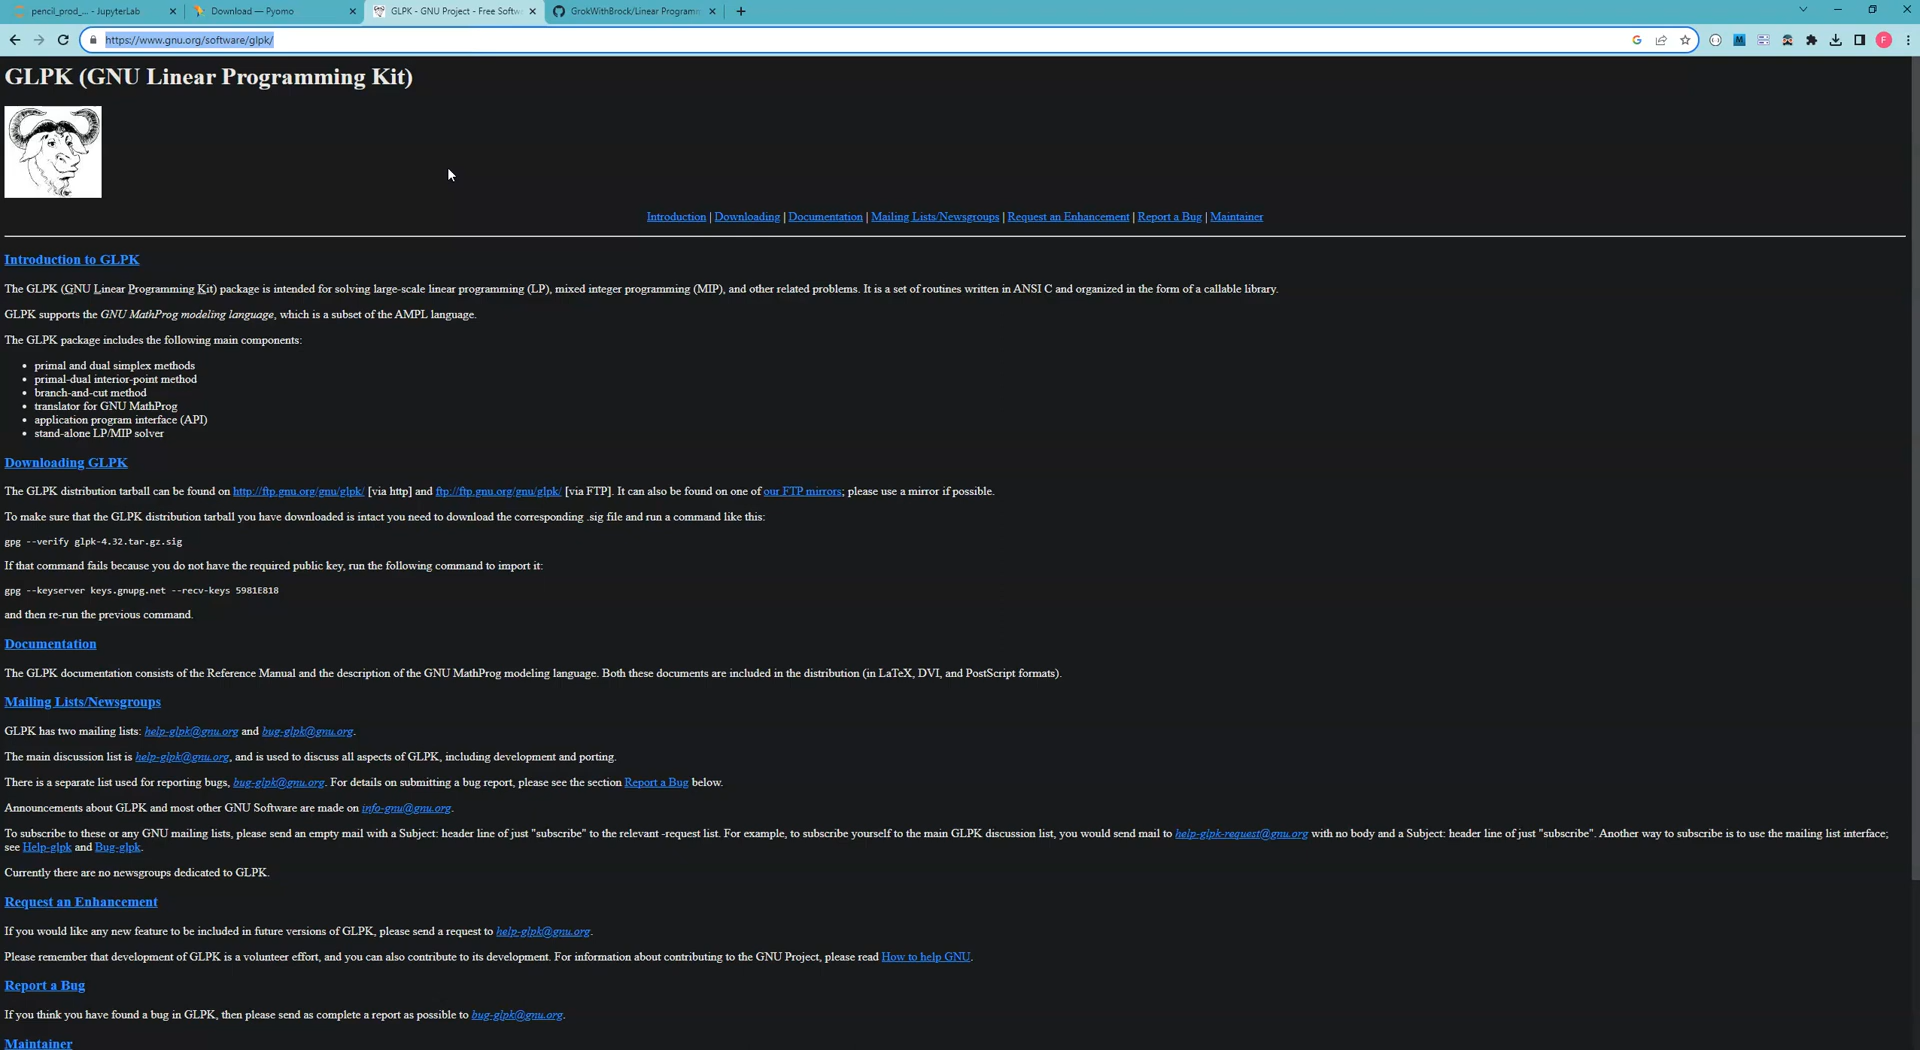 pencil_prod_... - JupyterLab
Download — Pyomo
GLPK - GNU Project - Free Softw
GrokWithBrock/Linear Programm
https://www.gnu.org/software/glpk/
M
F
GLPK (GNU Linear Programming Kit)
Introduction | Downloading | Documentation | Mailing Lists/Newsgroups | Request an Enhancement | Report a Bug | Maintainer
Introduction to GLPK
The GLPK (GNU Linear Programming Kit) package is intended for solving large-scale linear programming (LP), mixed integer programming (MIP), and other related problems. It is a set of routines written in ANSI C and organized in the form of a callable library.
GLPK supports the GNU MathProg modeling language, which is a subset of the AMPL language.
The GLPK package includes the following main components:
• primal and dual simplex methods
• primal-dual interior-point method
• branch-and-cut method
• translator for GNU MathProg
• application program interface (API)
• stand-alone LP/MIP solver
Downloading GLPK
The GLPK distribution tarball can be found on http://ftp.gnu.org/gnu/glpk/ [via http] and ftp://ftp.gnu.org/gnu/glpk/ [via FTP]. It can also be found on one of our FTP mirrors; please use a mirror if possible.
To make sure that the GLPK distribution tarball you have downloaded is intact you need to download the corresponding .sig file and run a command like this:
gpg --verify glpk-4.32.tar.gz.sig
If that command fails because you do not have the required public key, run the following command to import it:
gpg --keyserver keys.gnupg.net --recv-keys 5981E818
and then re-run the previous command.
Documentation
The GLPK documentation consists of the Reference Manual and the description of the GNU MathProg modeling language. Both these documents are included in the distribution (in LaTeX, DVI, and PostScript formats).
Mailing Lists/Newsgroups
GLPK has two mailing lists: help-glpk@gnu.org and bug-glpk@gnu.org.
The main discussion list is help-glpk@gnu.org, and is used to discuss all aspects of GLPK, including development and porting.
There is a separate list used for reporting bugs, bug-glpk@gnu.org. For details on submitting a bug report, please see the section Report a Bug below.
Announcements about GLPK and most other GNU Software are made on info-gnu@gnu.org.
To subscribe to these or any GNU mailing lists, please send an empty mail with a Subject: header line of just "subscribe" to the relevant -request list. For example, to subscribe yourself to the main GLPK discussion list, you would send mail to help-glpk-request@gnu.org with no body and a Subject: header line of just "subscribe". Another way to subscribe is to use the mailing list interface;
see Help-glpk and Bug-glpk.
Currently there are no newsgroups dedicated to GLPK.
Request an Enhancement
If you would like any new feature to be included in future versions of GLPK, please send a request to help-glpk@gnu.org.
Please remember that development of GLPK is a volunteer effort, and you can also contribute to its development. For information about contributing to the GNU Project, please read How to help GNU.
Report a Bug
If you think you have found a bug in GLPK, then please send as complete a report as possible to bug-glpk@gnu.org.
Maintainer